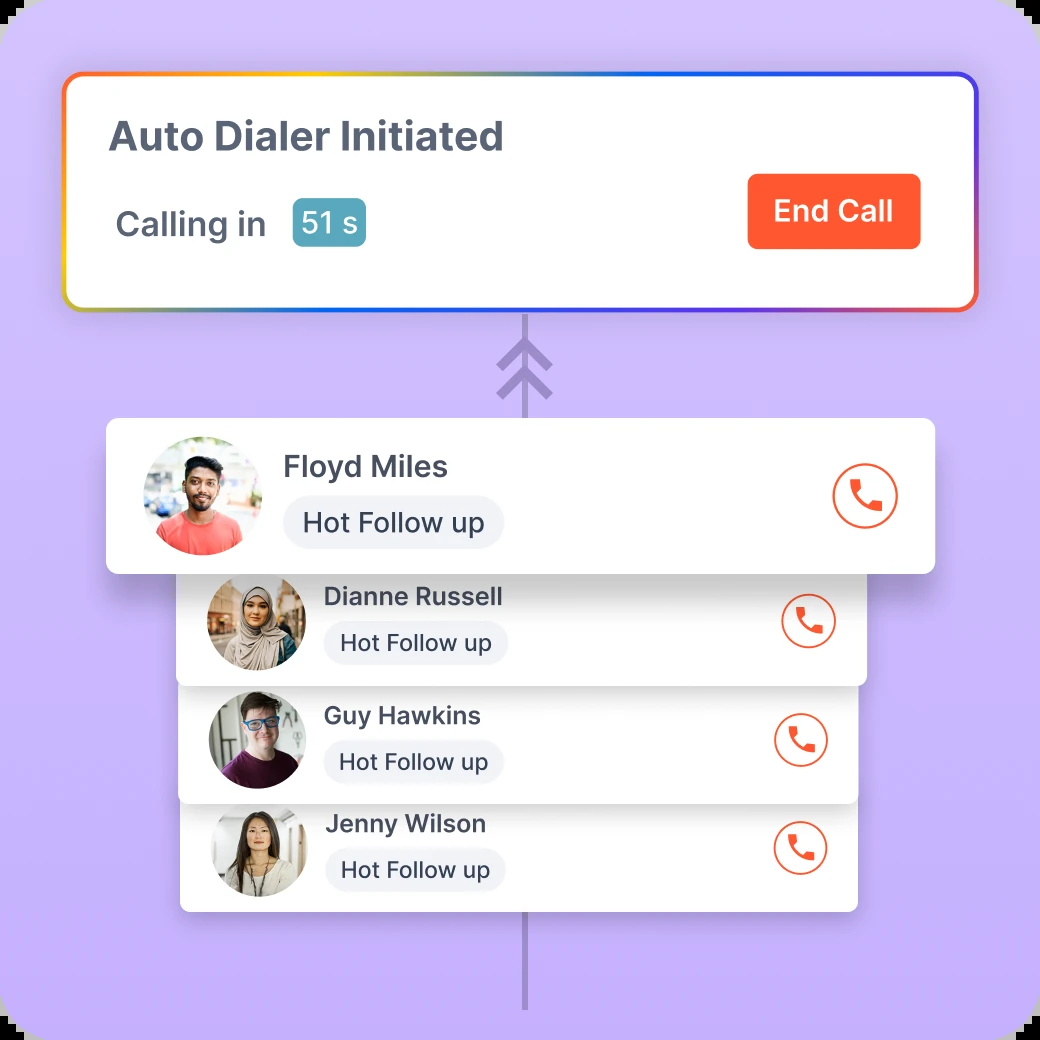 Auto Dialer Initiated
Calling in 51 s
End Call
Floyd Miles
Hot Follow up
Dianne Russell
Hot Follow up
Guy Hawkins
Hot Follow up
Jenny Wilson
Hot Follow up